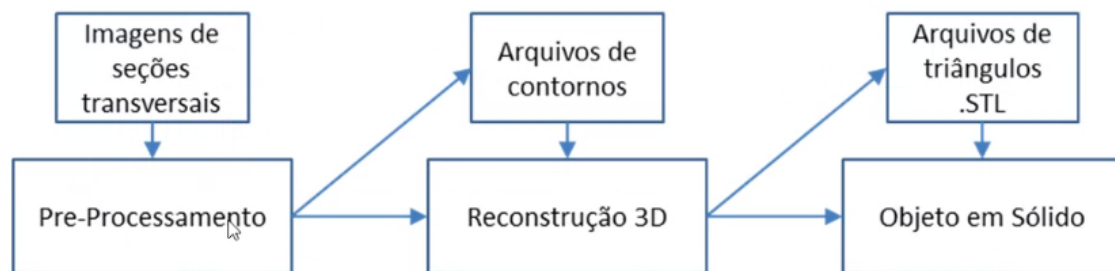 Imagens de
seções
transversais
Arquivos de
contornos
Arquivos de
triângulos
.STL
Pre-Processamento
Reconstrução 3D
Objeto em Sólido